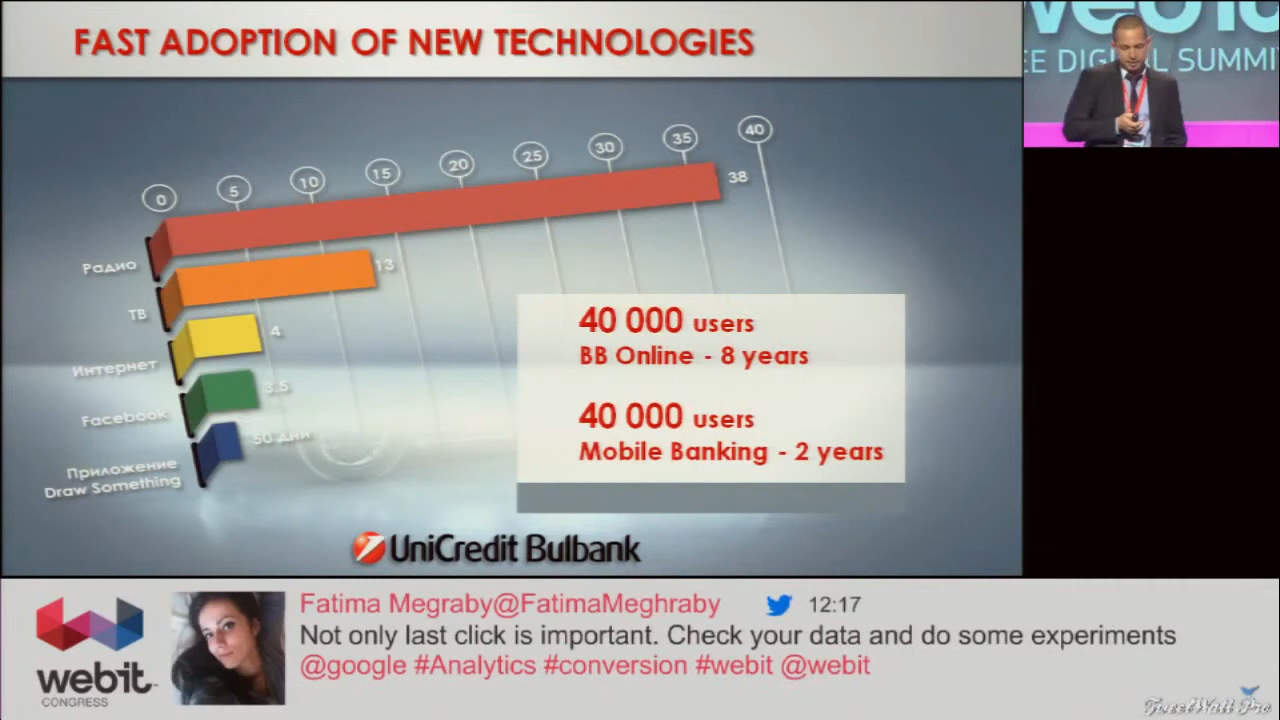 FAST ADOPTION OF NEW TECHNOLOGIES
0 5 10 15 20 25 30 35 40
Радио 38
ТВ 13
Интернет 4
Facebook 3.5
Приложение
Draw Something
50 дни
40 000 users
BB Online - 8 years
40 000 users
Mobile Banking - 2 years
UniCredit Bulbank
webit
EE DIGITAL SUMMI
webit
CONGRESS
Fatima Megraby@FatimaMeghraby 12:17
Not only last click is important. Check your data and do some experiments
@google #Analytics #conversion #webit @webit
TweetWall Pro